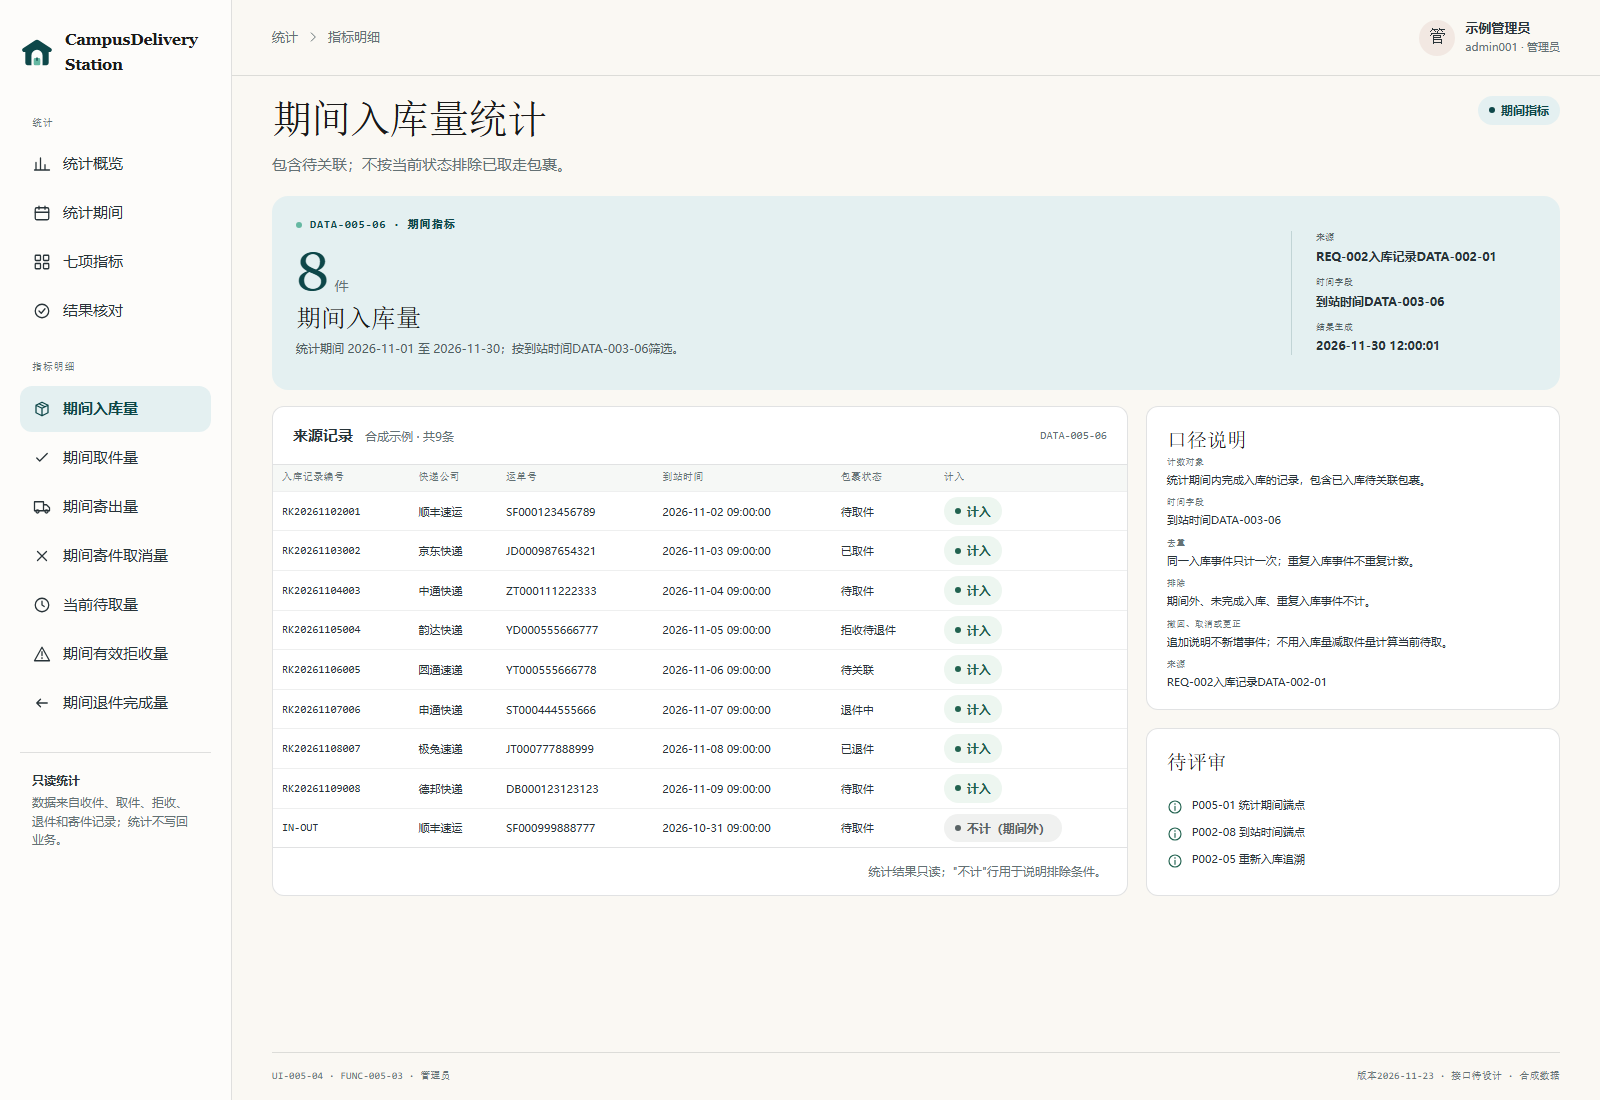 CampusDelivery
Station
统计
统计概览
统计期间
七项指标
结果核对
指标明细
期间入库量
期间取件量
期间寄出量
期间寄件取消量
当前待取量
期间有效拒收量
期间退件完成量
只读统计
数据来自收件、取件、拒收、
退件和寄件记录；统计不写回
业务。
统计 > 指标明细
管
示例管理员
admin001 · 管理员
期间入库量统计
期间指标
包含待关联；不按当前状态排除已取走包裹。
DATA-005-06 · 期间指标
8 件
期间入库量
统计期间 2026-11-01 至 2026-11-30；按到站时间DATA-003-06筛选。
来源
REQ-002入库记录DATA-002-01
时间字段
到站时间DATA-003-06
结果生成
2026-11-30 12:00:01
来源记录 合成示例 · 共9条 DATA-005-06
入库记录编号 快递公司 运单号 到站时间 包裹状态 计入
RK20261102001 顺丰速运 SF000123456789 2026-11-02 09:00:00 待取件 计入
RK20261103002 京东快递 JD000987654321 2026-11-03 09:00:00 已取件 计入
RK20261104003 中通快递 ZT000111222333 2026-11-04 09:00:00 待取件 计入
RK20261105004 韵达快递 YD000555666777 2026-11-05 09:00:00 拒收待退件 计入
RK20261106005 圆通速递 YT000555666778 2026-11-06 09:00:00 待关联 计入
RK20261107006 申通快递 ST000444555666 2026-11-07 09:00:00 退件中 计入
RK20261108007 极兔速递 JT000777888999 2026-11-08 09:00:00 已退件 计入
RK20261109008 德邦快递 DB000123123123 2026-11-09 09:00:00 待取件 计入
IN-OUT 顺丰速运 SF000999888777 2026-10-31 09:00:00 待取件 不计（期间外）
统计结果只读；"不计"行用于说明排除条件。
口径说明
计数对象
统计期间内完成入库的记录，包含已入库待关联包裹。
时间字段
到站时间DATA-003-06
去重
同一入库事件只计一次；重复入库事件不重复计数。
排除
期间外、未完成入库、重复入库事件不计。
撤回、取消或更正
追加说明不新增事件；不用入库量减取件量计算当前待取。
来源
REQ-002入库记录DATA-002-01
待评审
P005-01 统计期间端点
P002-08 到站时间端点
P002-05 重新入库追溯
UI-005-04 · FUNC-005-03 · 管理员
版本2026-11-23 · 接口待设计 · 合成数据